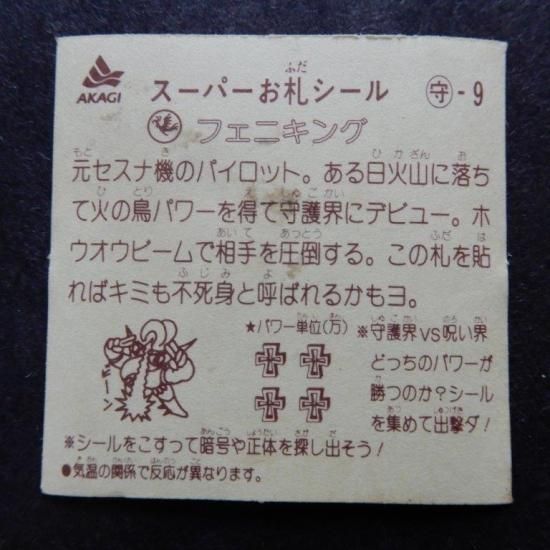 AKAGI
スーパーお札シール
ふだ
守 - 9
フェニキング
元セスナ機のパイロット。ある日火山に落ち
て火の鳥パワーを得て守護界にデビュー。ホ
ウオウビームで相手を圧倒する。この札を貼
ればキミも不死身と呼ばれるかもヨ。
★パワー単位(万)
※守護界VS呪い界
どっちのパワーが
勝つのか?シール
を集めて出撃ダ!
※シールをこすって暗号や正体を探し出そう!
●気温の関係で反応が異なります。